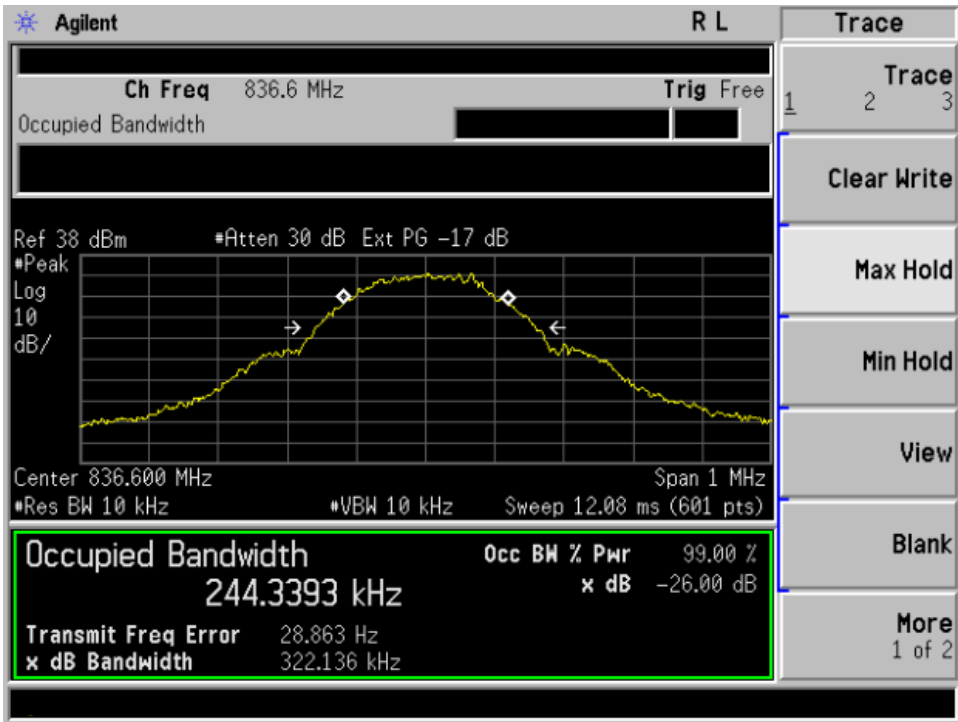 Agilent R L Trace
Ch Freq 836.6 MHz Trig Free
Occupied Bandwidth
Trace
1 2 3
Clear Write
Ref 38 dBm #Atten 30 dB Ext PG -17 dB
#Peak
Log
10
dB/
Max Hold
Min Hold
View
Center 836.600 MHz Span 1 MHz
#Res BW 10 kHz #VBW 10 kHz Sweep 12.08 ms (601 pts)
Occupied Bandwidth
244.3393 kHz
Occ BW % Pwr 99.00 %
x dB -26.00 dB
Transmit Freq Error 28.863 Hz
x dB Bandwidth 322.136 kHz
Blank
More
1 of 2